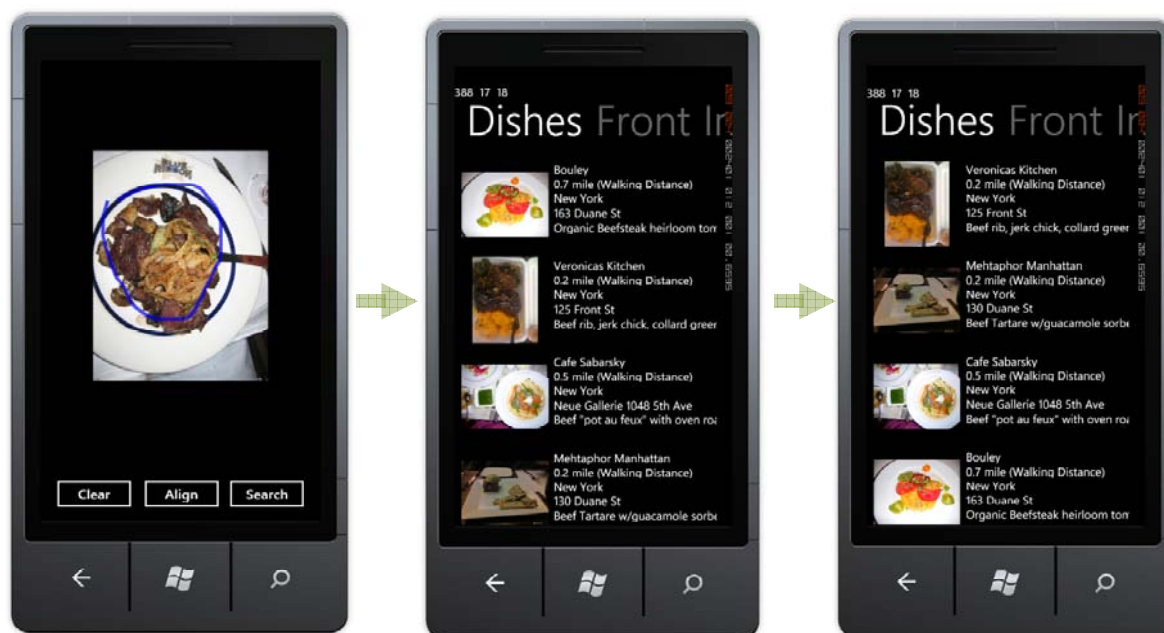 BLUE
RIBBON
Clear Align Search
388 17 18
Dishes Front In
Bouley
0.7 mile (Walking Distance)
New York
163 Duane St
Organic Beefsteak heirloom tom
Veronicas Kitchen
0.2 mile (Walking Distance)
New York
125 Front St
Beef rib, jerk chick, collard greer
Cafe Sabarsky
0.5 mile (Walking Distance)
New York
Neue Gallerie 1048 5th Ave
Beef "pot au feux" with oven roa
Mehtaphor Manhattan
0.2 mile (Walking Distance)
New York
130 Duane St
Beef Tartare w/guacamole sorbe
388 17 18
Dishes Front In
Veronicas Kitchen
0.2 mile (Walking Distance)
New York
125 Front St
Beef rib, jerk chick, collard greer
Mehtaphor Manhattan
0.2 mile (Walking Distance)
New York
130 Duane St
Beef Tartare w/guacamole sorbe
Cafe Sabarsky
0.5 mile (Walking Distance)
New York
Neue Gallerie 1048 5th Ave
Beef "pot au feux" with oven roa
Bouley
0.7 mile (Walking Distance)
New York
163 Duane St
Organic Beefsteak heirloom tom